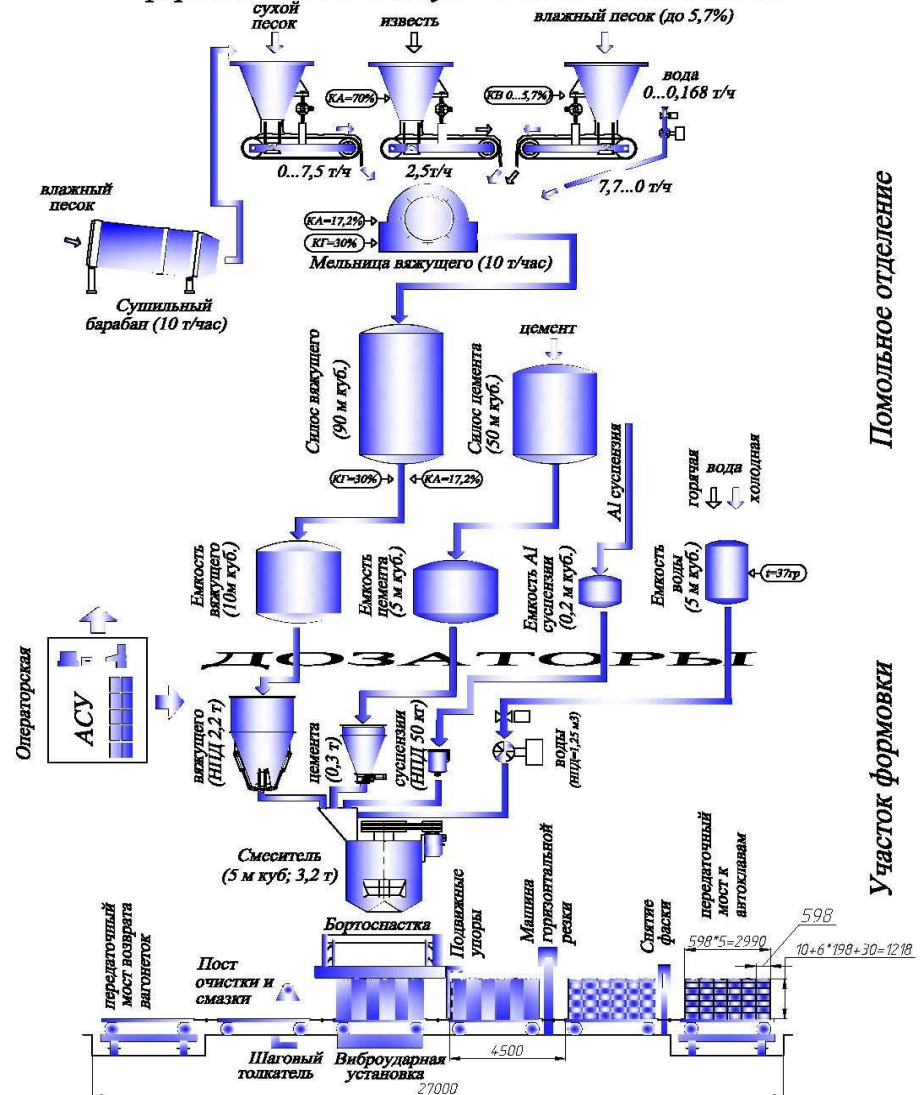 сухой
песок
известь
влажный песок (до 5,7%)
КА=70%
КВ 0...5,7%
вода
0...0,168 т/ч
0...7,5 т/ч
2,5т/ч
7,7...0 т/ч
влажный
песок
КА=17,2%
КГ=30%
Мельница вяжущего (10 т/час)
Сушильный
барабан (10 т/час)
Помольное отделение
цемент
Силос вяжущего
(90 м куб.)
Силос цемента
(50 м куб.)
КГ=30%
КА=17,2%
Al суспензия
горячая
вода
холодная
Емкость
вяжущего
(10м куб.)
Емкость
цемента
(5 м куб.)
Емкость Al
суспензии
(0,2 м куб.)
Емкость
воды
(5 м куб.)
t=37гр
ДОЗАТОРЫ
Операторская
АСУ
вяжущего
(НПД 2,2 т)
цемента
(0,3 т)
суспензии
(НПД 50 кг)
воды
(НПД=1,25 м3)
Участок формовки
Смеситель
(5 м куб; 3,2 т)
Бортоснастка
передаточный
мост возврата
вагонеток
Пост
очистки и
смазки
Подвижные
упоры
Машина
горизонтальной
резки
Снятие
фаски
передаточный
мост к
автоклавам
598
598*5=2990
10+6*198+30=1218
Шаговый
толкатель
Виброударная
установка
4500
27000